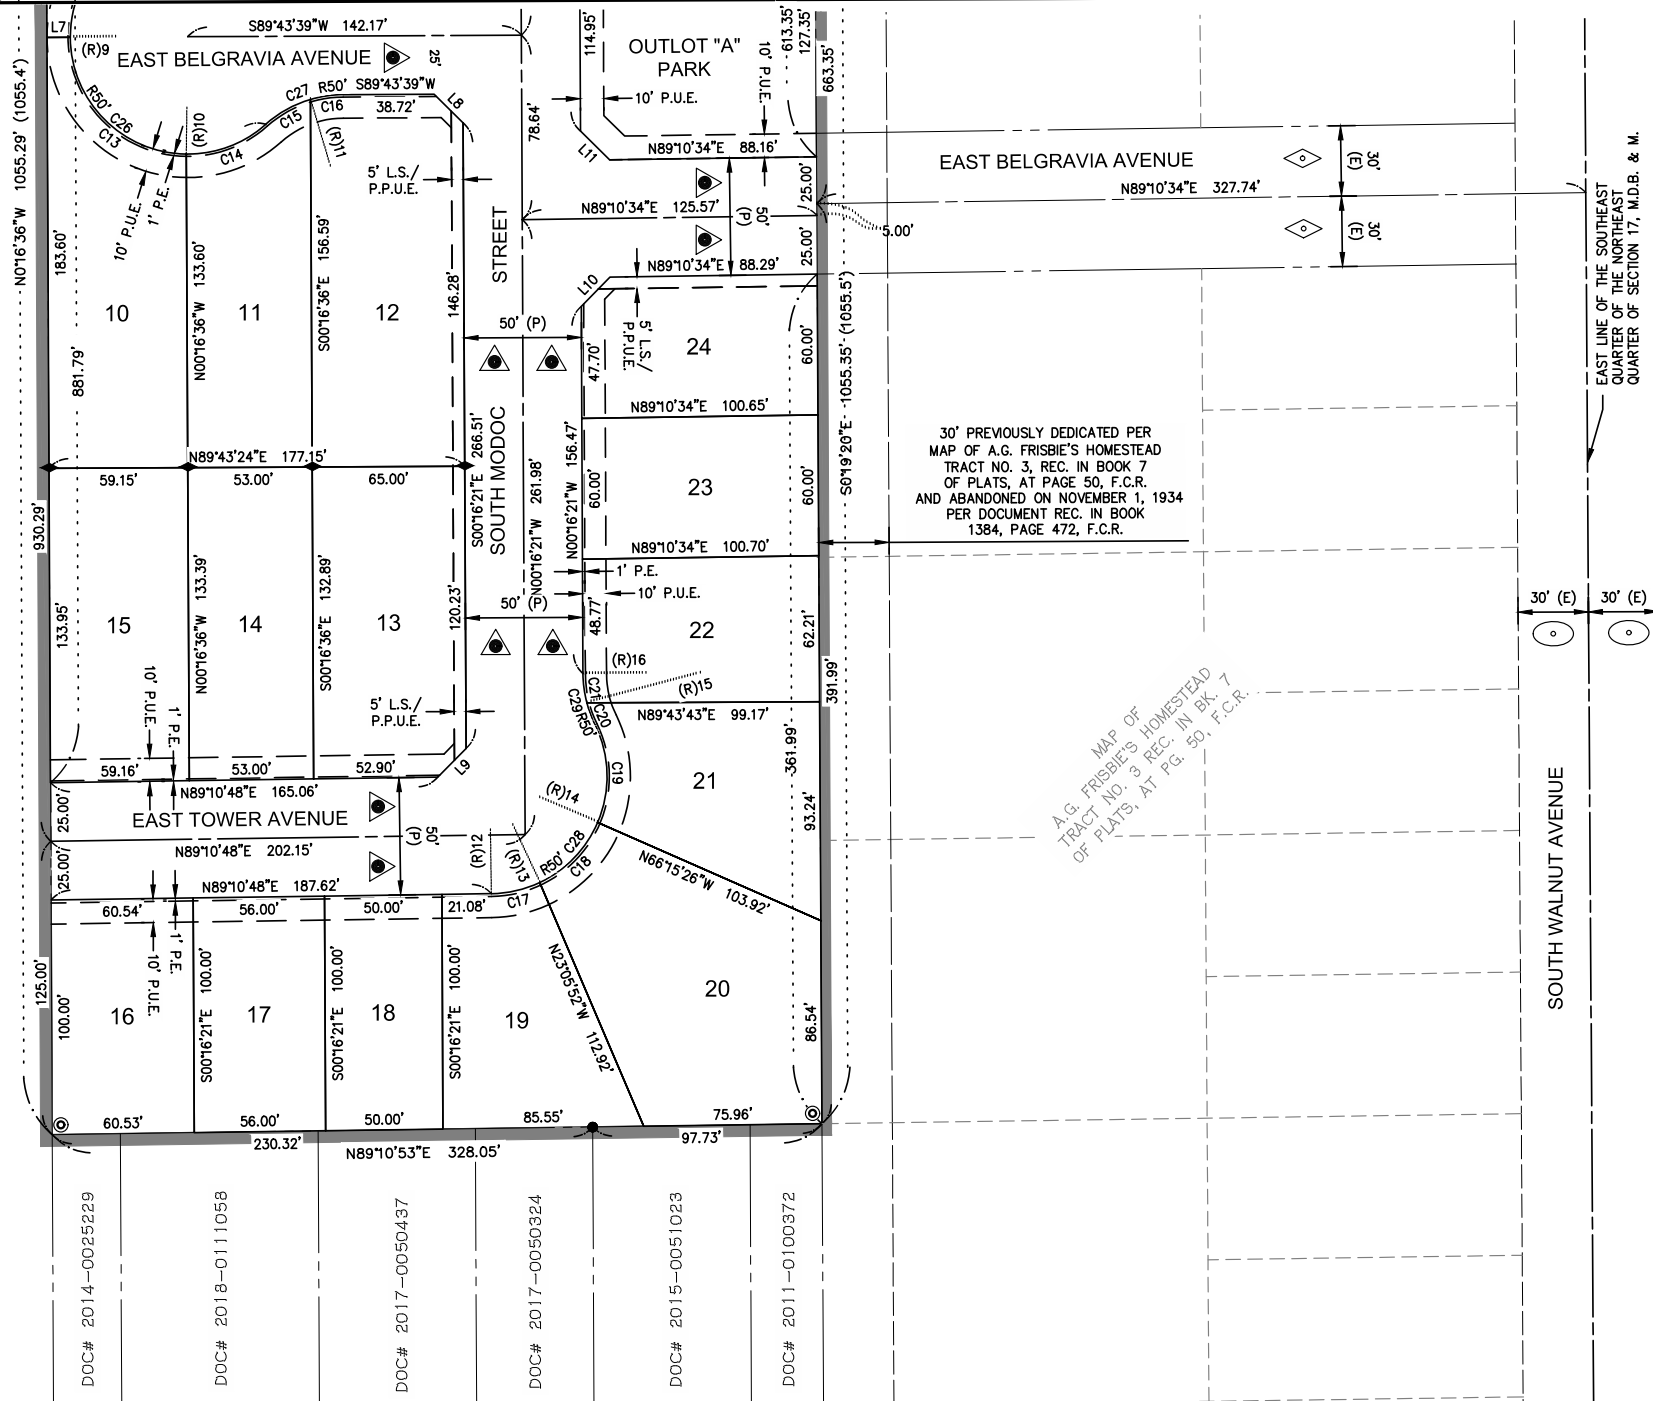 L7
S89°43'39"W 142.17'
(R)9
EAST BELGRAVIA AVENUE
25'
N0°16'36"W 1055.29' (1055.4')
R50'
C26
C13
(R)10
C27
R50'
S89°43'39"W
C16
38.72'
C15
C14
(R)11
L8
10' P.U.E.
1' P.E.
5' L.S./
P.P.U.E.
78.64'
114.95'
OUTLOT "A"
PARK
10' P.U.E.
10' P.U.E.
613.35'
127.35'
663.35'
L11
N89°10'34"E 88.16'
25.00'
N89°10'34"E 125.57'
50'
(P)
25.00'
5.00'
N89°10'34"E 88.29'
EAST BELGRAVIA AVENUE
N89°10'34"E 327.74'
30'
(E)
30'
(E)
EAST LINE OF THE SOUTHEAST
QUARTER OF THE NORTHEAST
QUARTER OF SECTION 17, M.D.B. & M.
183.60'
881.79'
10
N00°16'36"W 133.60'
11
S00°16'36"E 156.59'
12
146.28'
STREET
50' (P)
L10
5' L.S./
P.P.U.E.
47.70'
24
60.00'
S0°19'20"E 1055.35' (1055.5')
N89°10'34"E 100.65'
N89°43'24"E 177.15'
59.15'
53.00'
65.00'
S00°16'21"E 266.51'
SOUTH MODOC
N00°16'21"W 261.98'
N00°16'21"W 156.47'
60.00'
23
60.00'
30' PREVIOUSLY DEDICATED PER
MAP OF A.G. FRISBIE'S HOMESTEAD
TRACT NO. 3, REC. IN BOOK 7
OF PLATS, AT PAGE 50, F.C.R.
AND ABANDONED ON NOVEMBER 1, 1934
PER DOCUMENT REC. IN BOOK
1384, PAGE 472, F.C.R.
N89°10'34"E 100.70'
930.29'
133.95'
15
N00°16'36"W 133.39'
14
S00°16'36"E 132.89'
13
120.23'
50' (P)
1' P.E.
10' P.U.E.
48.77'
22
62.21'
30' (E)
30' (E)
(R)16
(R)15
C21
C20
C29
R50'
N89°43'43"E 99.17'
391.99'
361.99'
10' P.U.E.
1' P.E.
5' L.S./
P.P.U.E.
59.16'
53.00'
52.90'
L9
N89°10'48"E 165.06'
25.00'
EAST TOWER AVENUE
50'
(P)
N89°10'48"E 202.15'
25.00'
C19
(R)14
21
93.24'
(R)12
(R)13
R50'
C28
C18
C17
N66°15'26"W 103.92'
MAP OF
A.G. FRISBIE'S HOMESTEAD
TRACT NO. 3 REC. IN BK. 7
OF PLATS, AT PG. 50, F.C.R.
SOUTH WALNUT AVENUE
N89°10'48"E 187.62'
60.54'
56.00'
50.00'
21.08'
1' P.E.
10' P.U.E.
125.00'
100.00'
16
S00°16'21"E 100.00'
17
S00°16'21"E 100.00'
18
S00°16'21"E 100.00'
19
N23°05'52"W 112.92'
20
86.54'
60.53'
56.00'
50.00'
85.55'
75.96'
230.32'
97.73'
N89°10'53"E 328.05'
DOC# 2014-0025229
DOC# 2018-0111058
DOC# 2017-0050437
DOC# 2017-0050324
DOC# 2015-0051023
DOC# 2011-0100372